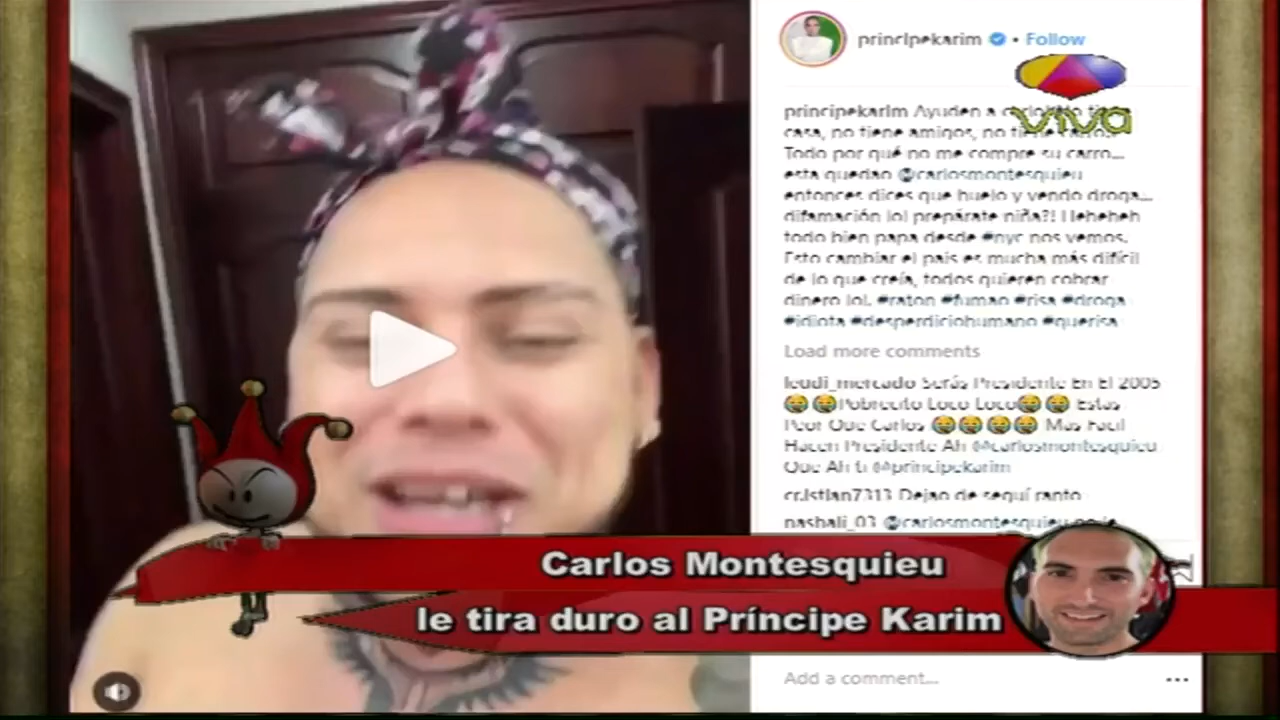 principekarim • Follow
viva
principekarim Ayuden a
casa, no tiene amigos, no
Todo por qué no me compre su carro...
esta quedao @carlosmontesquieu
entonces dices que huelo y vendo droga...
difamación lol prepárate niña?! Heheheh
todo bien papa desde #nyc nos vemos.
Esto cambiar el pais es mucha más difícil
de lo que creía, todos quieren cobrar
dinero lol. #raton #fumao #risa #droga
#idiota #desperdiciohumano #querisa
Load more comments
leudi_mercado Serás Presidente En El 2005
😂😂Pobrecito Loco Loco😂😂 Estas
Peor Que Carlos 😂😂😂😂 Mas Facil
Hacen Presidente Ah @carlosmontesquieu
Que Ah ti @principekarim
cr.istian7313 Dejao de seguí
nashali_03 @carlosmontesquieu
Carlos Montesquieu
le tira duro al Príncipe Karim
Add a comment...